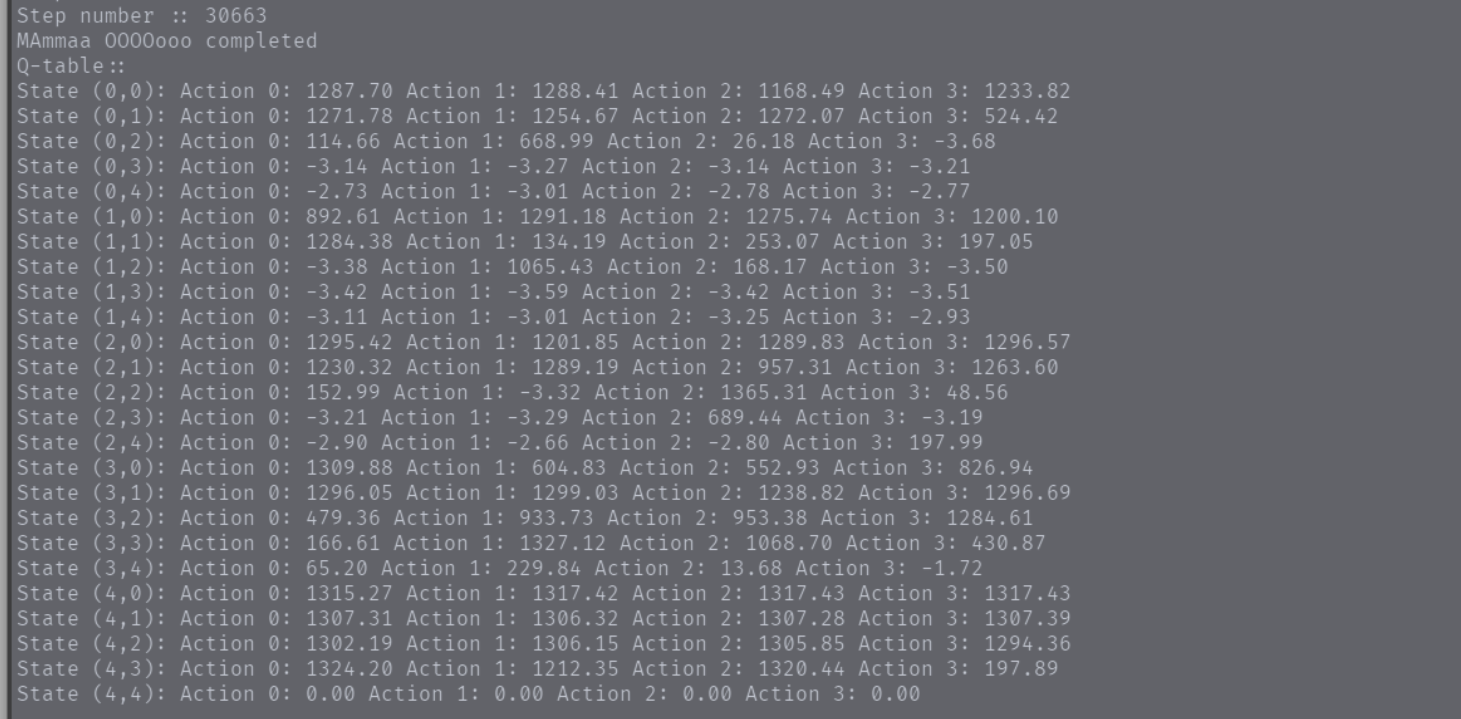 Step number :: 30663
MAmmaa OOOOooo completed
Q-table::
State (0,0): Action 0: 1287.70 Action 1: 1288.41 Action 2: 1168.49 Action 3: 1233.82
State (0,1): Action 0: 1271.78 Action 1: 1254.67 Action 2: 1272.07 Action 3: 524.42
State (0,2): Action 0: 114.66 Action 1: 668.99 Action 2: 26.18 Action 3: -3.68
State (0,3): Action 0: -3.14 Action 1: -3.27 Action 2: -3.14 Action 3: -3.21
State (0,4): Action 0: -2.73 Action 1: -3.01 Action 2: -2.78 Action 3: -2.77
State (1,0): Action 0: 892.61 Action 1: 1291.18 Action 2: 1275.74 Action 3: 1200.10
State (1,1): Action 0: 1284.38 Action 1: 134.19 Action 2: 253.07 Action 3: 197.05
State (1,2): Action 0: -3.38 Action 1: 1065.43 Action 2: 168.17 Action 3: -3.50
State (1,3): Action 0: -3.42 Action 1: -3.59 Action 2: -3.42 Action 3: -3.51
State (1,4): Action 0: -3.11 Action 1: -3.01 Action 2: -3.25 Action 3: -2.93
State (2,0): Action 0: 1295.42 Action 1: 1201.85 Action 2: 1289.83 Action 3: 1296.57
State (2,1): Action 0: 1230.32 Action 1: 1289.19 Action 2: 957.31 Action 3: 1263.60
State (2,2): Action 0: 152.99 Action 1: -3.32 Action 2: 1365.31 Action 3: 48.56
State (2,3): Action 0: -3.21 Action 1: -3.29 Action 2: 689.44 Action 3: -3.19
State (2,4): Action 0: -2.90 Action 1: -2.66 Action 2: -2.80 Action 3: 197.99
State (3,0): Action 0: 1309.88 Action 1: 604.83 Action 2: 552.93 Action 3: 826.94
State (3,1): Action 0: 1296.05 Action 1: 1299.03 Action 2: 1238.82 Action 3: 1296.69
State (3,2): Action 0: 479.36 Action 1: 933.73 Action 2: 953.38 Action 3: 1284.61
State (3,3): Action 0: 166.61 Action 1: 1327.12 Action 2: 1068.70 Action 3: 430.87
State (3,4): Action 0: 65.20 Action 1: 229.84 Action 2: 13.68 Action 3: -1.72
State (4,0): Action 0: 1315.27 Action 1: 1317.42 Action 2: 1317.43 Action 3: 1317.43
State (4,1): Action 0: 1307.31 Action 1: 1306.32 Action 2: 1307.28 Action 3: 1307.39
State (4,2): Action 0: 1302.19 Action 1: 1306.15 Action 2: 1305.85 Action 3: 1294.36
State (4,3): Action 0: 1324.20 Action 1: 1212.35 Action 2: 1320.44 Action 3: 197.89
State (4,4): Action 0: 0.00 Action 1: 0.00 Action 2: 0.00 Action 3: 0.00